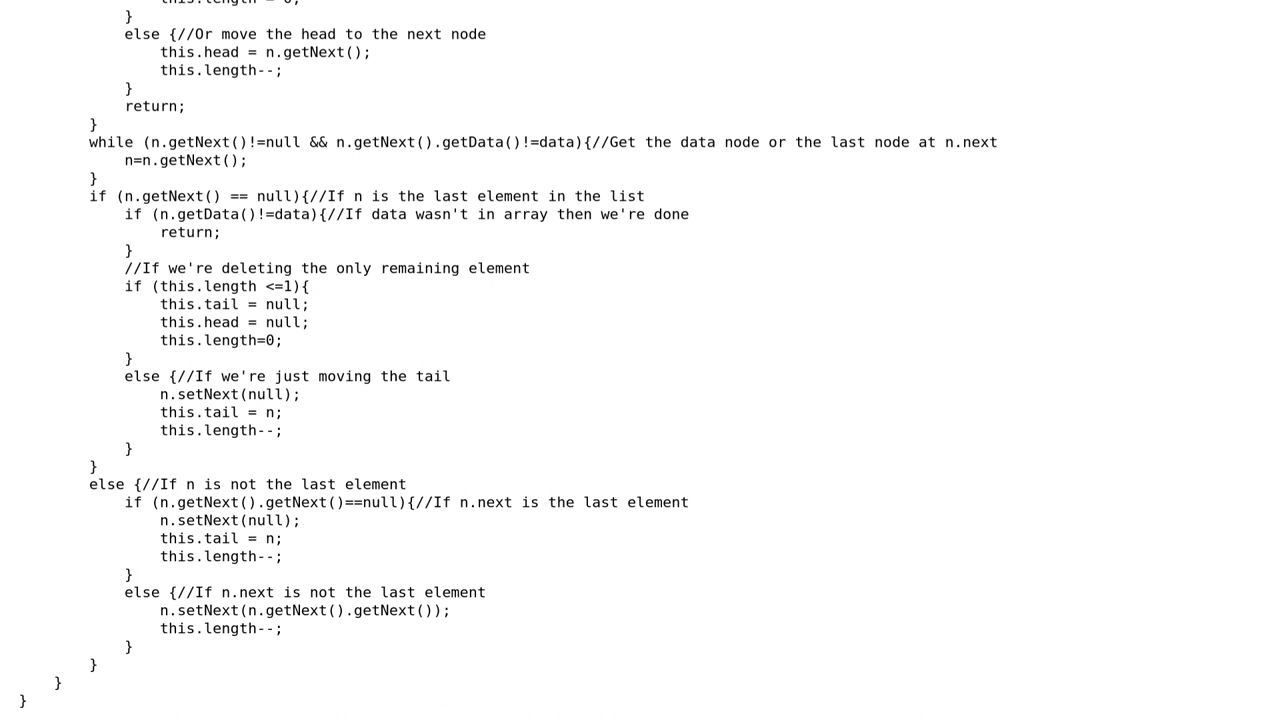 this.length = 0;
}
else {//Or move the head to the next node
this.head = n.getNext();
this.length--;
}
return;
}
while (n.getNext()!=null && n.getNext().getData()!=data){//Get the data node or the last node at n.next
n=n.getNext();
}
if (n.getNext() == null){//If n is the last element in the list
if (n.getData()!=data){//If data wasn't in array then we're done
return;
}
//If we're deleting the only remaining element
if (this.length <=1){
this.tail = null;
this.head = null;
this.length=0;
}
else {//If we're just moving the tail
n.setNext(null);
this.tail = n;
this.length--;
}
}
else {//If n is not the last element
if (n.getNext().getNext()==null){//If n.next is the last element
n.setNext(null);
this.tail = n;
this.length--;
}
else {//If n.next is not the last element
n.setNext(n.getNext().getNext());
this.length--;
}
}
}
}